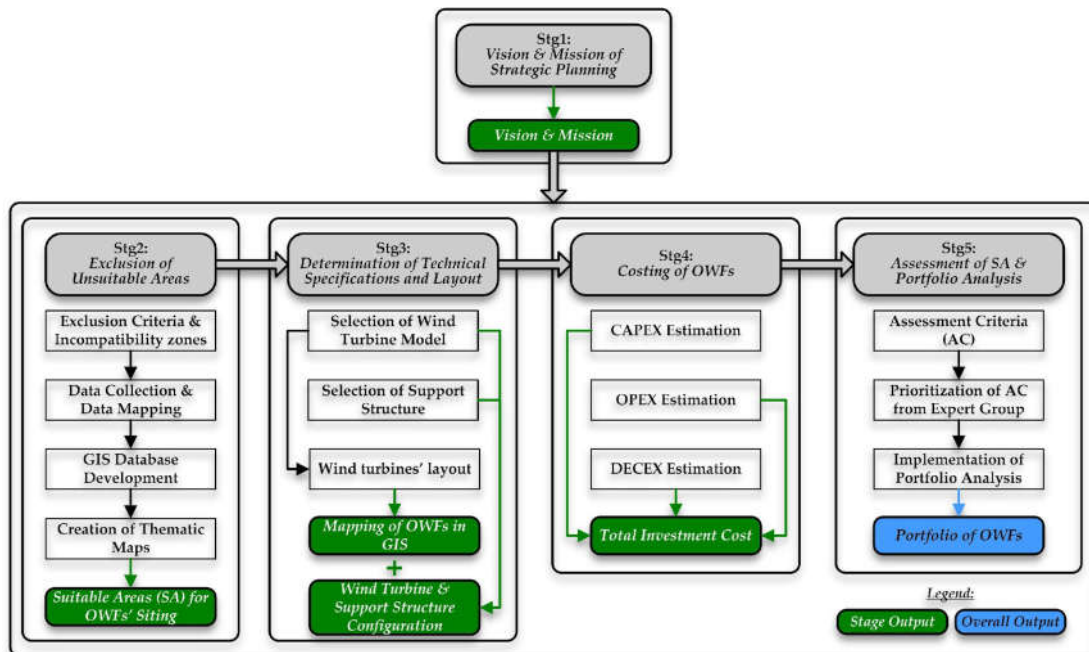 Stg1:
Vision & Mission of
Strategic Planning
Vision & Mission
Stg2:
Exclusion of
Unsuitable Areas
Exclusion Criteria &
Incompatibility zones
Data Collection &
Data Mapping
GIS Database
Development
Creation of Thematic
Maps
Suitable Areas (SA) for
OWFs' Siting
Stg3:
Determination of Technical
Specifications and Layout
Selection of Wind
Turbine Model
Selection of Support
Structure
Wind turbines' layout
Mapping of OWFs in
GIS
+
Wind Turbine &
Support Structure
Configuration
Stg4:
Costing of OWFs
CAPEX Estimation
OPEX Estimation
DECEX Estimation
Total Investment Cost
Stg5:
Assessment of SA &
Portfolio Analysis
Assessment Criteria
(AC)
Prioritization of AC
from Expert Group
Implementation of
Portfolio Analysis
Portfolio of OWFs
Legend:
Stage Output
Overall Output